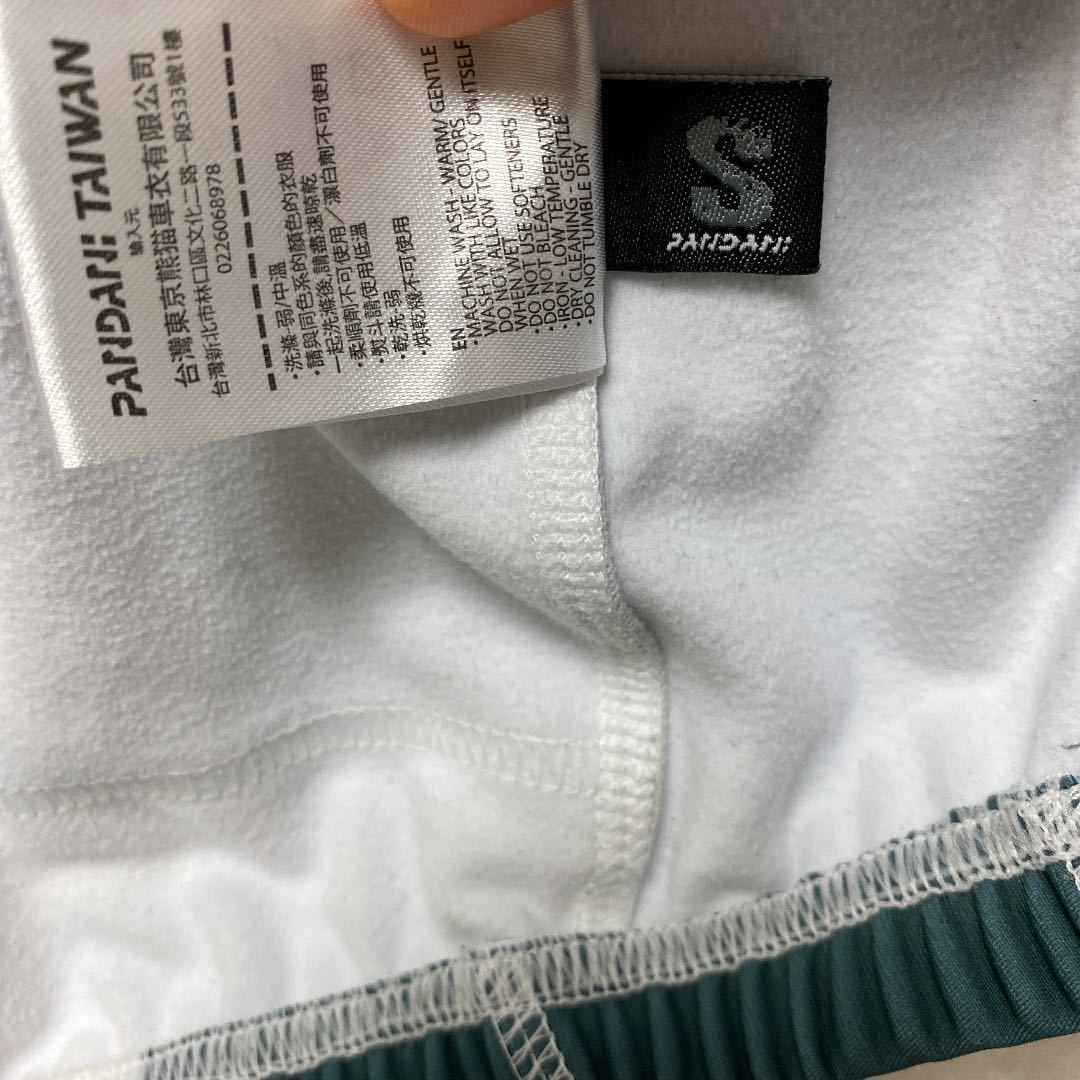 PANDANI TAIWAN
輸入元
台灣東京熊猫車衣有限公司
台灣新北市林口區文化二路一段533號1樓
0226068978
·洗滌-弱/中溫
·請與同色系的顏色的衣服
一起洗滌後,請盡速晾乾
·柔順劑不可使用／漂白劑不可使用
·熨斗請使用低溫
·乾洗-弱
·烘乾機不可使用
EN
·MACHINE WASH - WARM/ GENTLE
WASH WITH LIKE COLORS
DO NOT ALLOW TO LAY ON ITSELF
WHEN WET
·DO NOT USE SOFTENERS
·DO NOT BLEACH
·IRON LOW TEMPERATURE
·DRY CLEANING - GENTLE
·DO NOT TUMBLE DRY
S
PANDANI